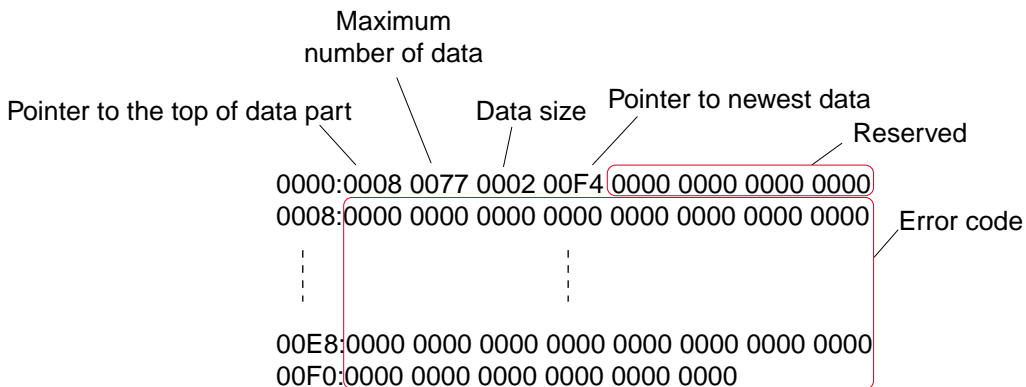 Maximum
number of data
Pointer to the top of data part
Data size
Pointer to newest data
Reserved
0000:0008 0077 0002 00F4 0000 0000 0000 0000
0008:0000 0000 0000 0000 0000 0000 0000 0000
Error code
00E8:0000 0000 0000 0000 0000 0000 0000 0000
00F0:0000 0000 0000 0000 0000 0000